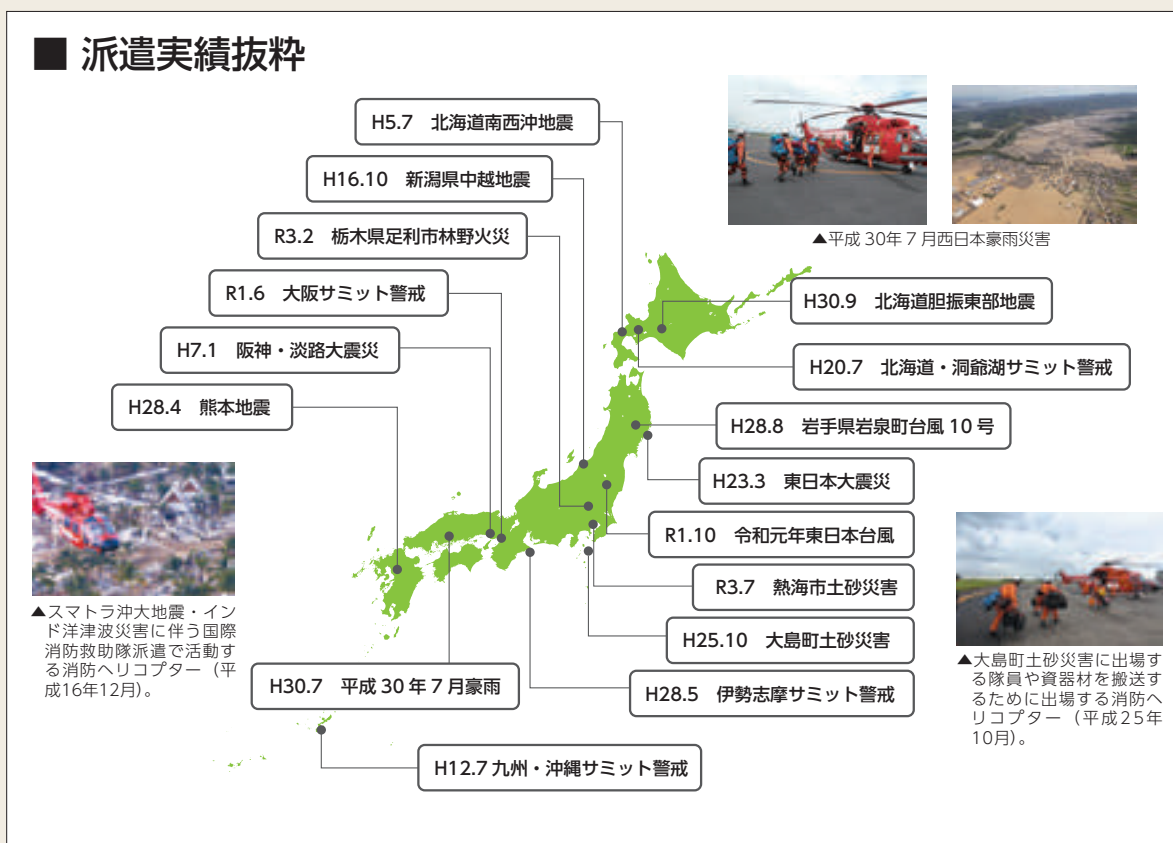 ■ 派遣実績抜粋
H5.7 北海道南西沖地震
H16.10 新潟県中越地震
R3.2 栃木県足利市林野火災
R1.6 大阪サミット警戒
H7.1 阪神・淡路大震災
H28.4 熊本地震
▲平成30年7月西日本豪雨災害
H30.9 北海道胆振東部地震
H20.7 北海道・洞爺湖サミット警戒
H28.8 岩手県岩泉町台風10号
H23.3 東日本大震災
R1.10 令和元年東日本台風
R3.7 熱海市土砂災害
H25.10 大島町土砂災害
H28.5 伊勢志摩サミット警戒
▲スマトラ沖大地震・イン
ド洋津波災害に伴う国際
消防救助隊派遣で活動す
る消防ヘリコプター（平
成16年12月）。
H30.7 平成30年7月豪雨
H12.7 九州・沖縄サミット警戒
▲大島町土砂災害に出場す
る隊員や資器材を搬送す
るために出場する消防ヘ
リコプター（平成25年
10月）。